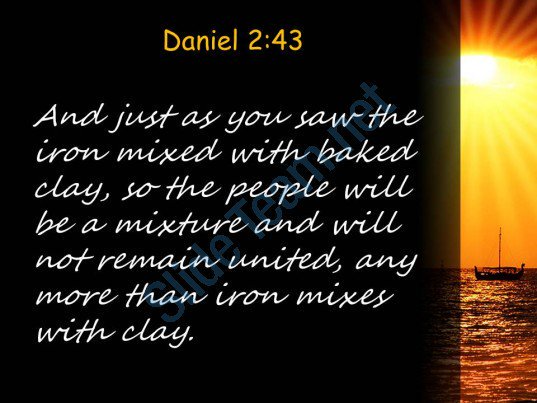 Daniel 2:43
And just as you saw the
iron mixed with baked
clay, so the people will
be a mixture and will
not remain united, any
more than iron mixes
with clay.
SlideTeam.net